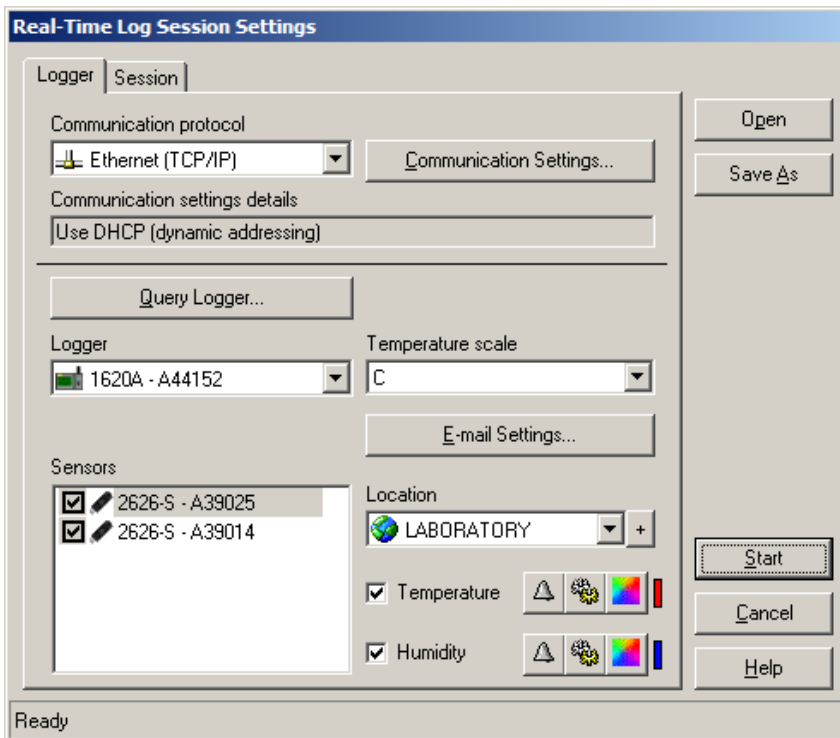 Real-Time Log Session Settings
Logger
Session
Communication protocol
Ethernet (TCP/IP)
Communication Settings...
Communication settings details
Use DHCP (dynamic addressing)
Query Logger...
Logger
1620A - A44152
Temperature scale
C
E-mail Settings...
Sensors
2626-S - A39025
2626-S - A39014
Location
LABORATORY
+
Temperature
Humidity
Open
Save As
Start
Cancel
Help
Ready